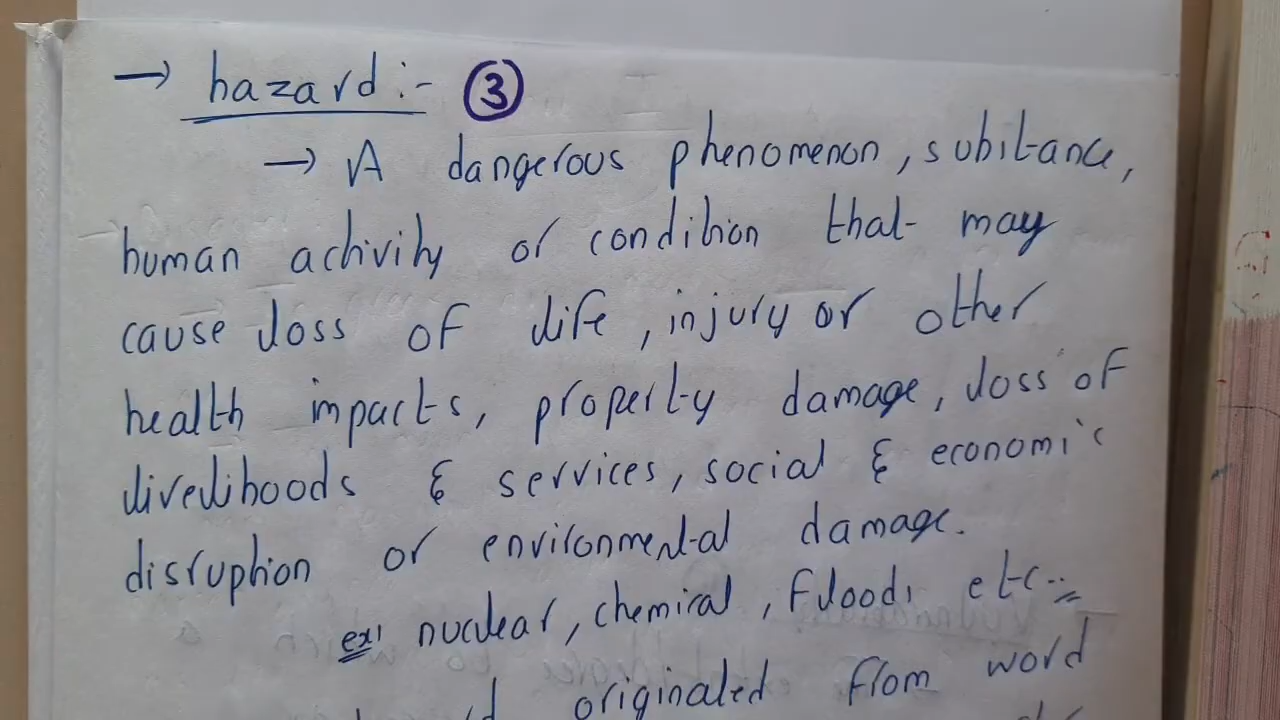 → hazard :- ③
→ A dangerous phenomenon, substance,
human activity or condition that may
cause loss of life, injury or other
health impacts, property damage, loss of
livelihoods & services, social & economic
disruption or environmental damage.
ex: nuclear, chemical, flood, etc..
originated from word